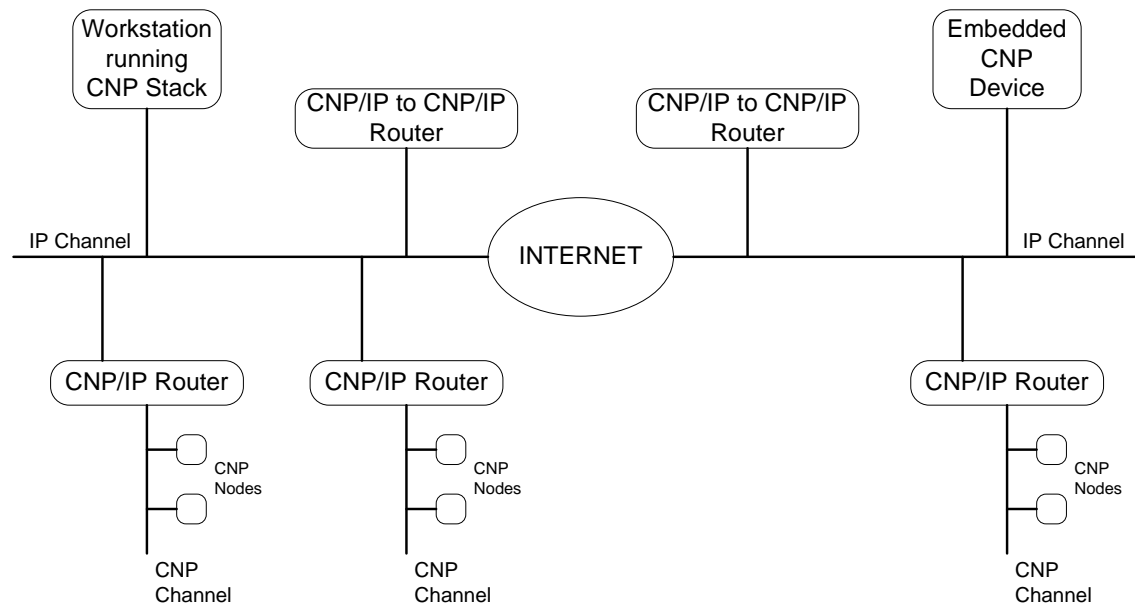 Workstation
running
CNP Stack
Embedded
CNP
Device
CNP/IP to CNP/IP
Router
CNP/IP to CNP/IP
Router
IP Channel
INTERNET
IP Channel
CNP/IP Router
CNP/IP Router
CNP/IP Router
CNP
Nodes
CNP
Nodes
CNP
Nodes
CNP
Channel
CNP
Channel
CNP
Channel